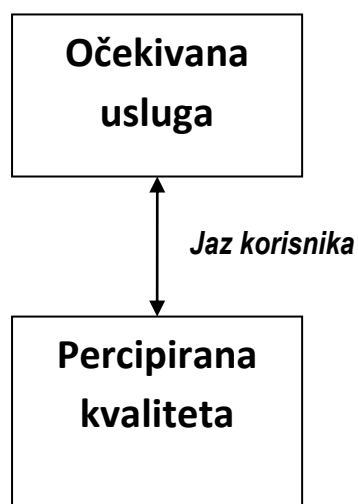 Očekivana
usluga
Jaz korisnika
Percipirana
kvaliteta